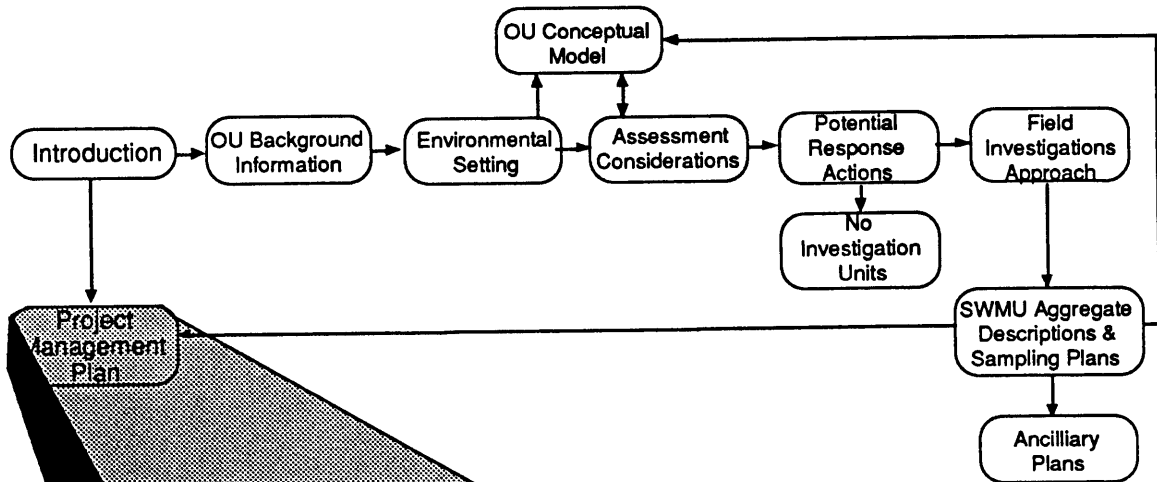 OU Conceptual
Model
Introduction
OU Background
Information
Environmental
Setting
Assessment
Considerations
Potential
Response
Actions
Field
Investigations
Approach
No
Investigation
Units
Project
Management
Plan
SWMU Aggregate
Descriptions &
Sampling Plans
Ancilliary
Plans